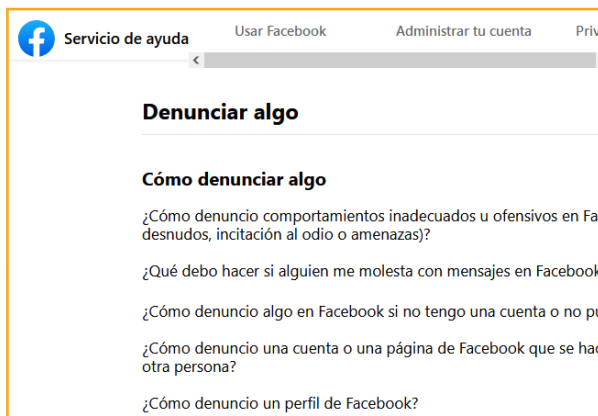 Servicio de ayuda Usar Facebook Administrar tu cuenta
Denunciar algo
Cómo denunciar algo
¿Cómo denuncio comportamientos inadecuados u ofensivos en
desnudos, incitación al odio o amenazas)?
¿Qué debo hacer si alguien me molesta con mensajes en Facebook
¿Cómo denuncio algo en Facebook si no tengo una cuenta o no
¿Cómo denuncio una cuenta o una página de Facebook que se
otra persona?
¿Cómo denuncio un perfil de Facebook?